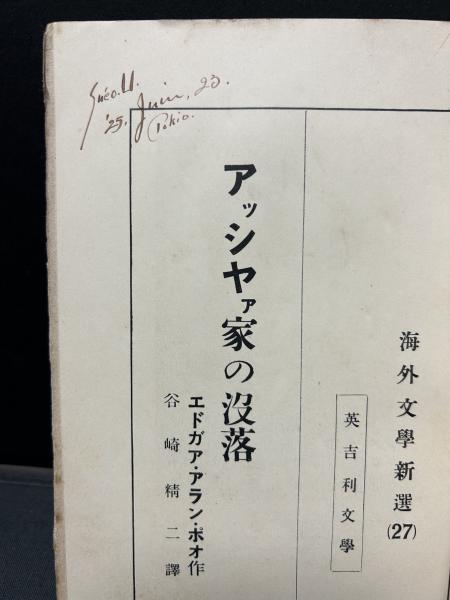 Suéo.U.
'25, Juin, 23.
Tokio.
海外文學新選(27)
英吉利文學
アッシヤァ家の没落
エドガア・アラン・ポオ作
谷崎精二譯